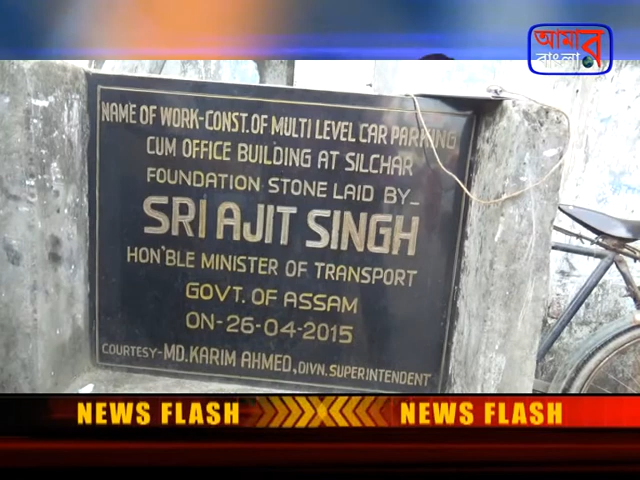 আমার
বাংলা
NAME OF WORK-CONST. OF MULTI LEVEL CAR PARKING
CUM OFFICE BUILDING AT SILCHAR
FOUNDATION STONE LAID BY_
SRI AJIT SINGH
HON'BLE MINISTER OF TRANSPORT
GOVT. OF ASSAM
ON-26-04-2015
COURTESY-MD. KARIM AHMED, DIVN. SUPERINTENDENT
NEWS FLASH NEWS FLASH